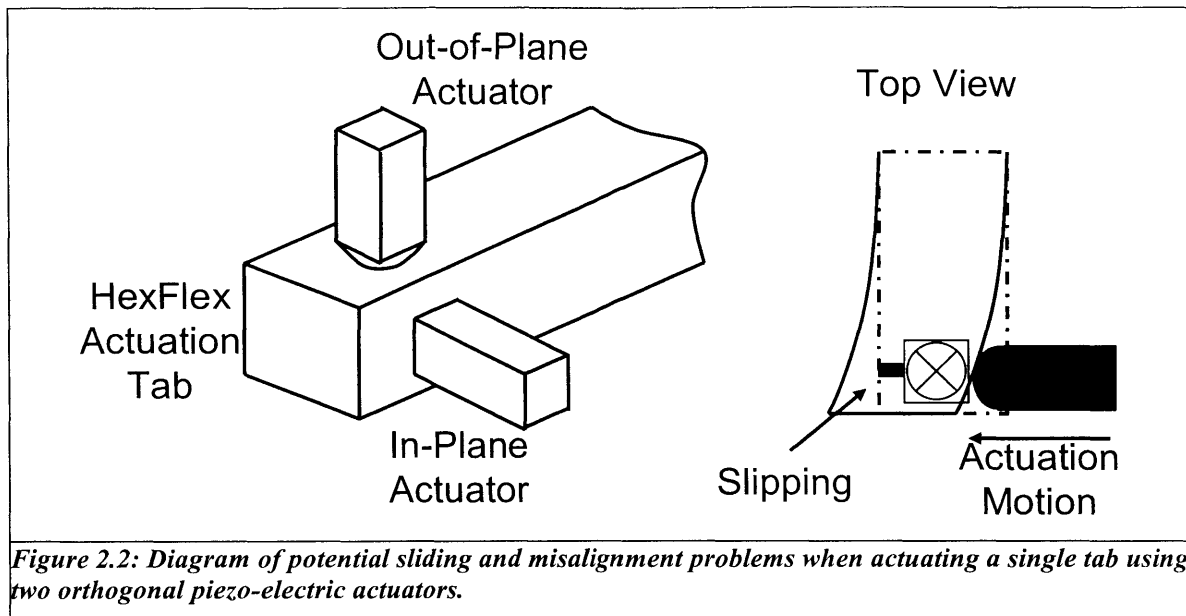 Out-of-Plane
Actuator
Top View
HexFlex
Actuation
Tab
In-Plane
Actuator
Slipping
Actuation
Motion
Figure 2.2: Diagram of potential sliding and misalignment problems when actuating a single tab using
two orthogonal piezo-electric actuators.